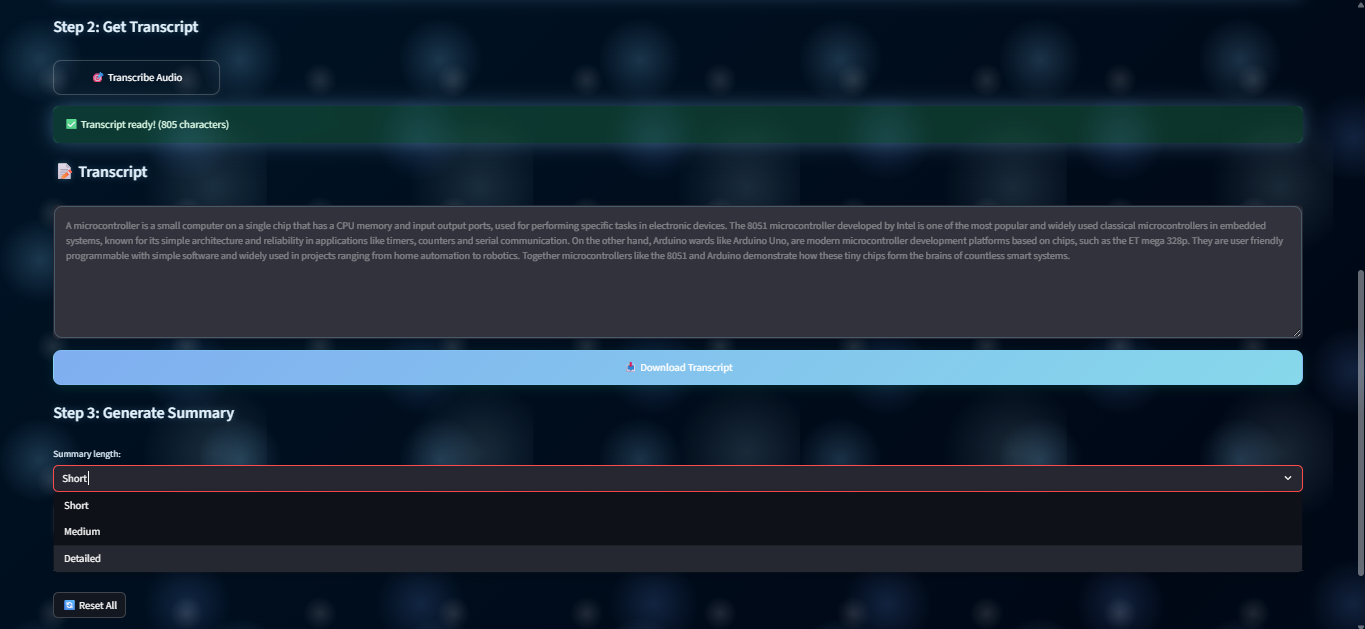 Step 2: Get Transcript
🎯 Transcribe Audio
✅ Transcript ready! (805 characters)
📝 Transcript
A microcontroller is a small computer on a single chip that has a CPU memory and input output ports, used for performing specific tasks in electronic devices. The 8051 microcontroller developed by Intel is one of the most popular and widely used classical microcontrollers in embedded
systems, known for its simple architecture and reliability in applications like timers, counters and serial communication. On the other hand, Arduino wards like Arduino Uno, are modern microcontroller development platforms based on chips, such as the ET mega 328p. They are user friendly
programmable with simple software and widely used in projects ranging from home automation to robotics. Together microcontrollers like the 8051 and Arduino demonstrate how these tiny chips form the brains of countless smart systems.
📥 Download Transcript
Step 3: Generate Summary
Summary length:
Short
Short
Medium
Detailed
🔄 Reset All